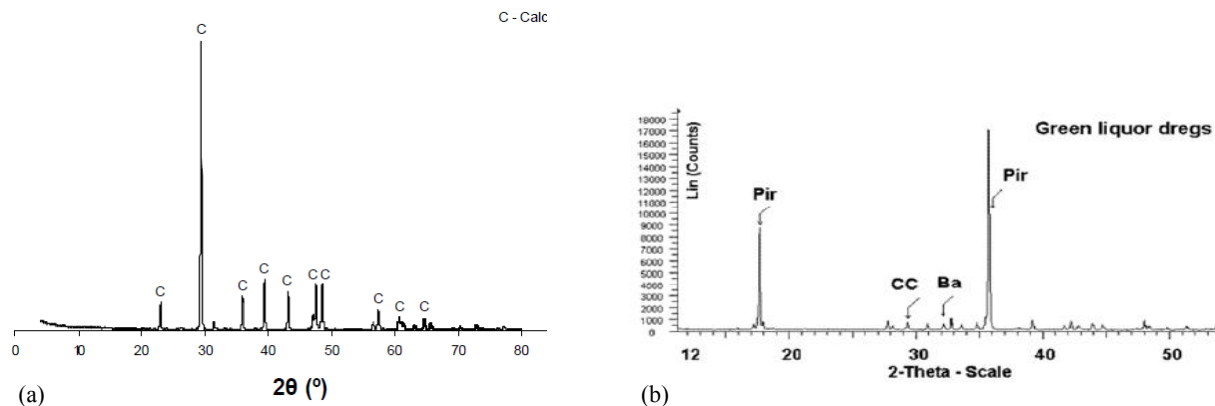 C - Calc
C
C
C
C
C
C C
C
C
C
0 10 20 30 40 50 60 70 80
2θ (º)
(a)
Green liquor dregs
Lin (Counts)
18000
17000
16000
15000
14000
13000
12000
11000
10000
9000
8000
7000
6000
5000
4000
3000
2000
1000
0
Pir
Pir
CC
Ba
12 20 30 40 50
2-Theta - Scale
(b)